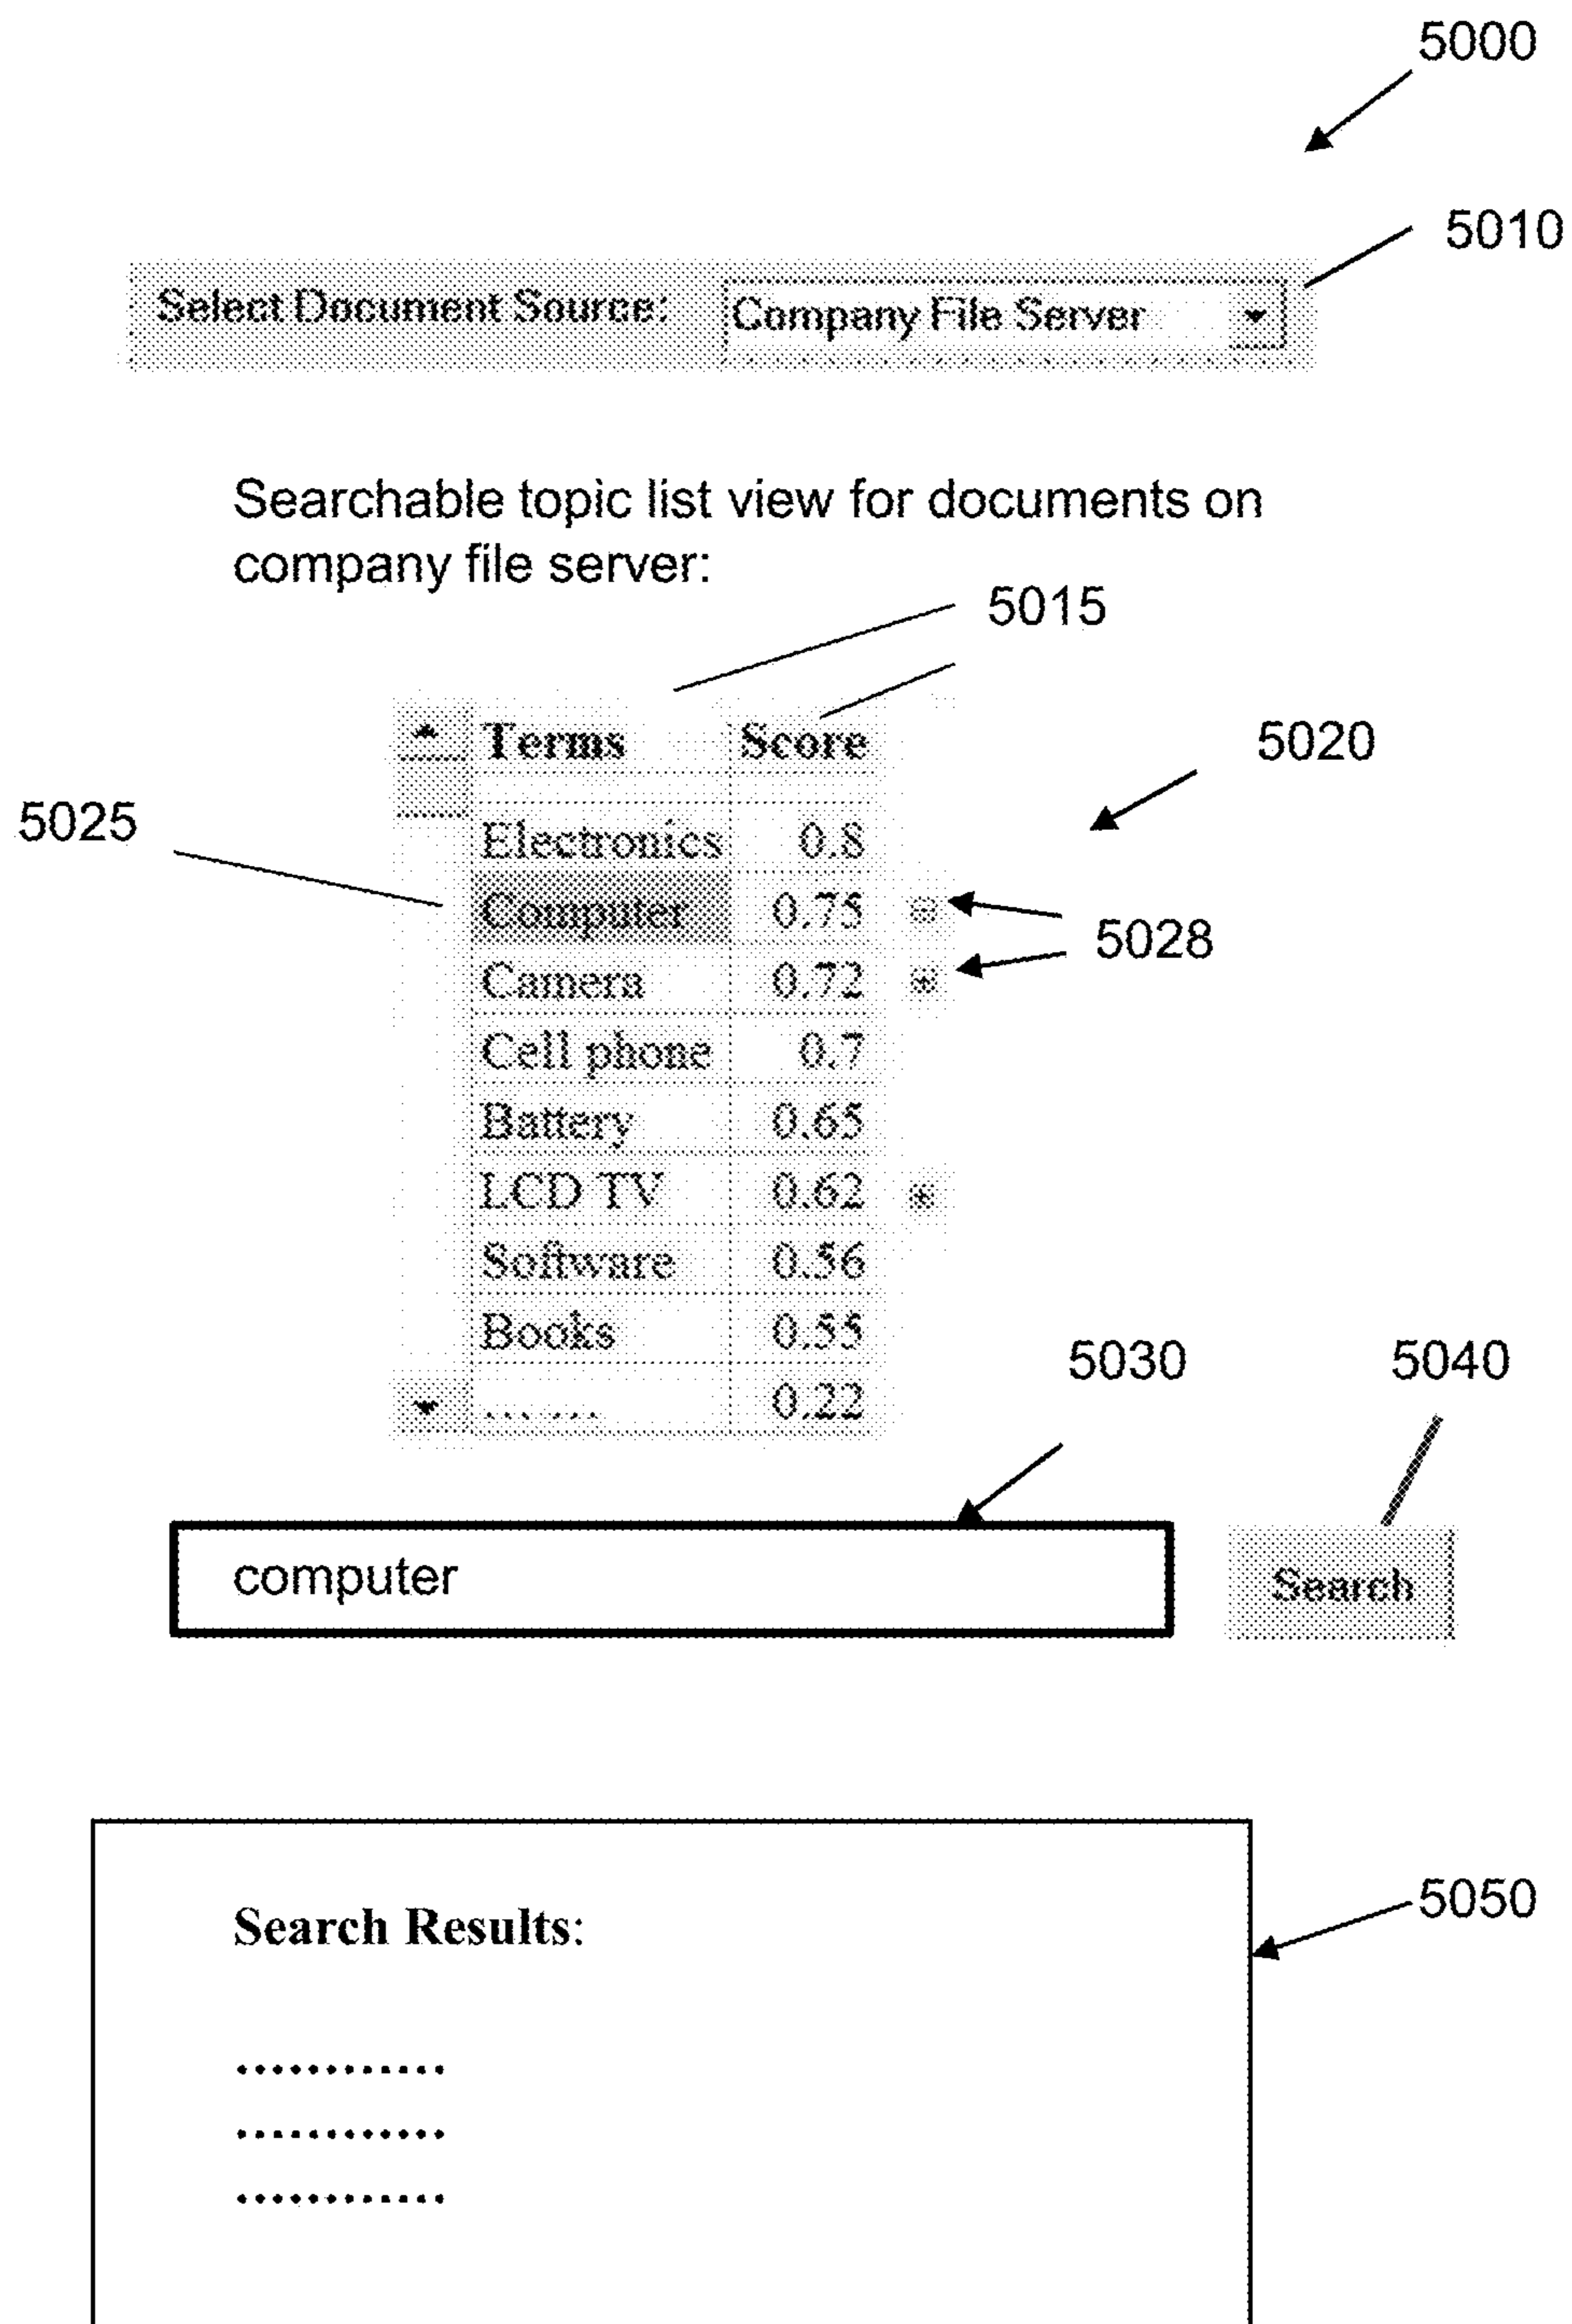 5000
5010
Select Document Source: Company File Server
Searchable topic list view for documents on
company file server:
5015
Terms Score
5020
5025
Electronics 0.8
Computer 0.75
5028
Camera 0.72
Cell phone 0.7
Battery 0.65
LCD TV 0.62
Software 0.56
Books 0.55
5030 5040
....... 0.22
computer
Search
5050
Search Results:
............
............
............